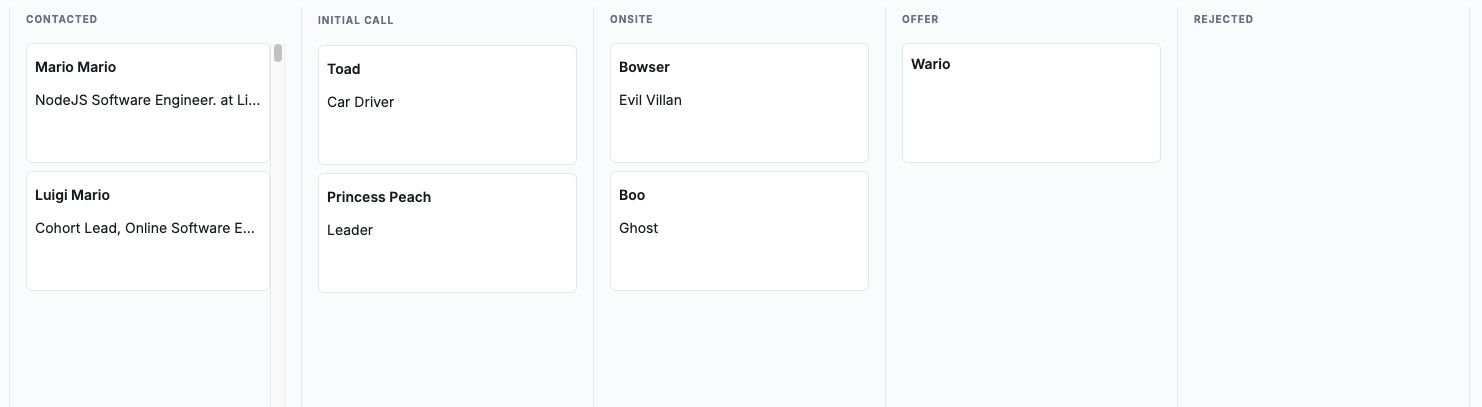 CONTACTED
Mario Mario
NodeJS Software Engineer. at Li...
Luigi Mario
Cohort Lead, Online Software E...
INITIAL CALL
Toad
Car Driver
Princess Peach
Leader
ONSITE
Bowser
Evil Villan
Boo
Ghost
OFFER
Wario
REJECTED